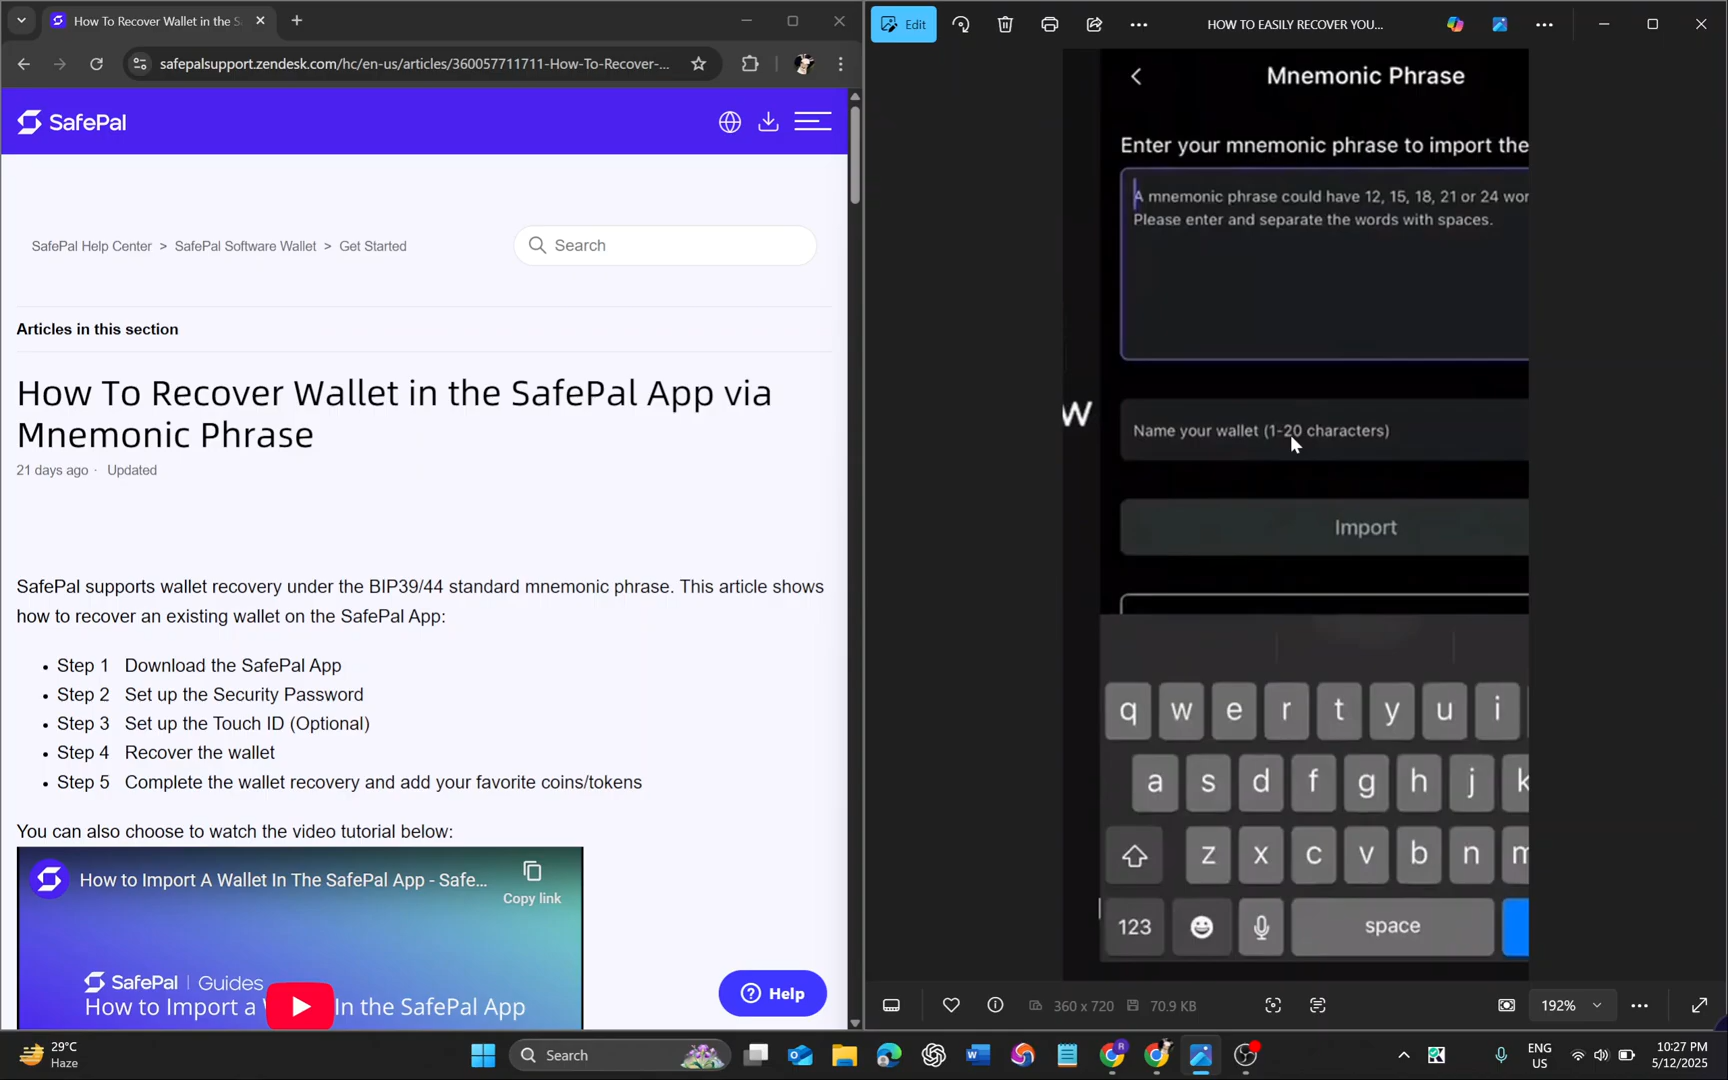 How To Recover Wallet in the S
safepalsupport.zendesk.com/hc/en-us/articles/360057711711-How-To-Recover-...
SafePal
SafePal Help Center > SafePal Software Wallet > Get Started
Search
Articles in this section
How To Recover Wallet in the SafePal App via
Mnemonic Phrase
21 days ago · Updated
SafePal supports wallet recovery under the BIP39/44 standard mnemonic phrase. This article shows
how to recover an existing wallet on the SafePal App:
• Step 1 Download the SafePal App
• Step 2 Set up the Security Password
• Step 3 Set up the Touch ID (Optional)
• Step 4 Recover the wallet
• Step 5 Complete the wallet recovery and add your favorite coins/tokens
You can also choose to watch the video tutorial below:
How to Import A Wallet In The SafePal App - Safe...
Copy link
SafePal | Guides
How to Import a W In the SafePal App
Help
Edit
HOW TO EASILY RECOVER YOU...
Mnemonic Phrase
Enter your mnemonic phrase to import the
A mnemonic phrase could have 12, 15, 18, 21 or 24 wor
Please enter and separate the words with spaces.
w
Name your wallet (1-20 characters)
Import
q w e r t y u i
a s d f g h j k
z x c v b n m
123 space
360 x 720 70.9 KB
192%
29°C
Haze
Search
ENG
US
10:27 PM
5/12/2025